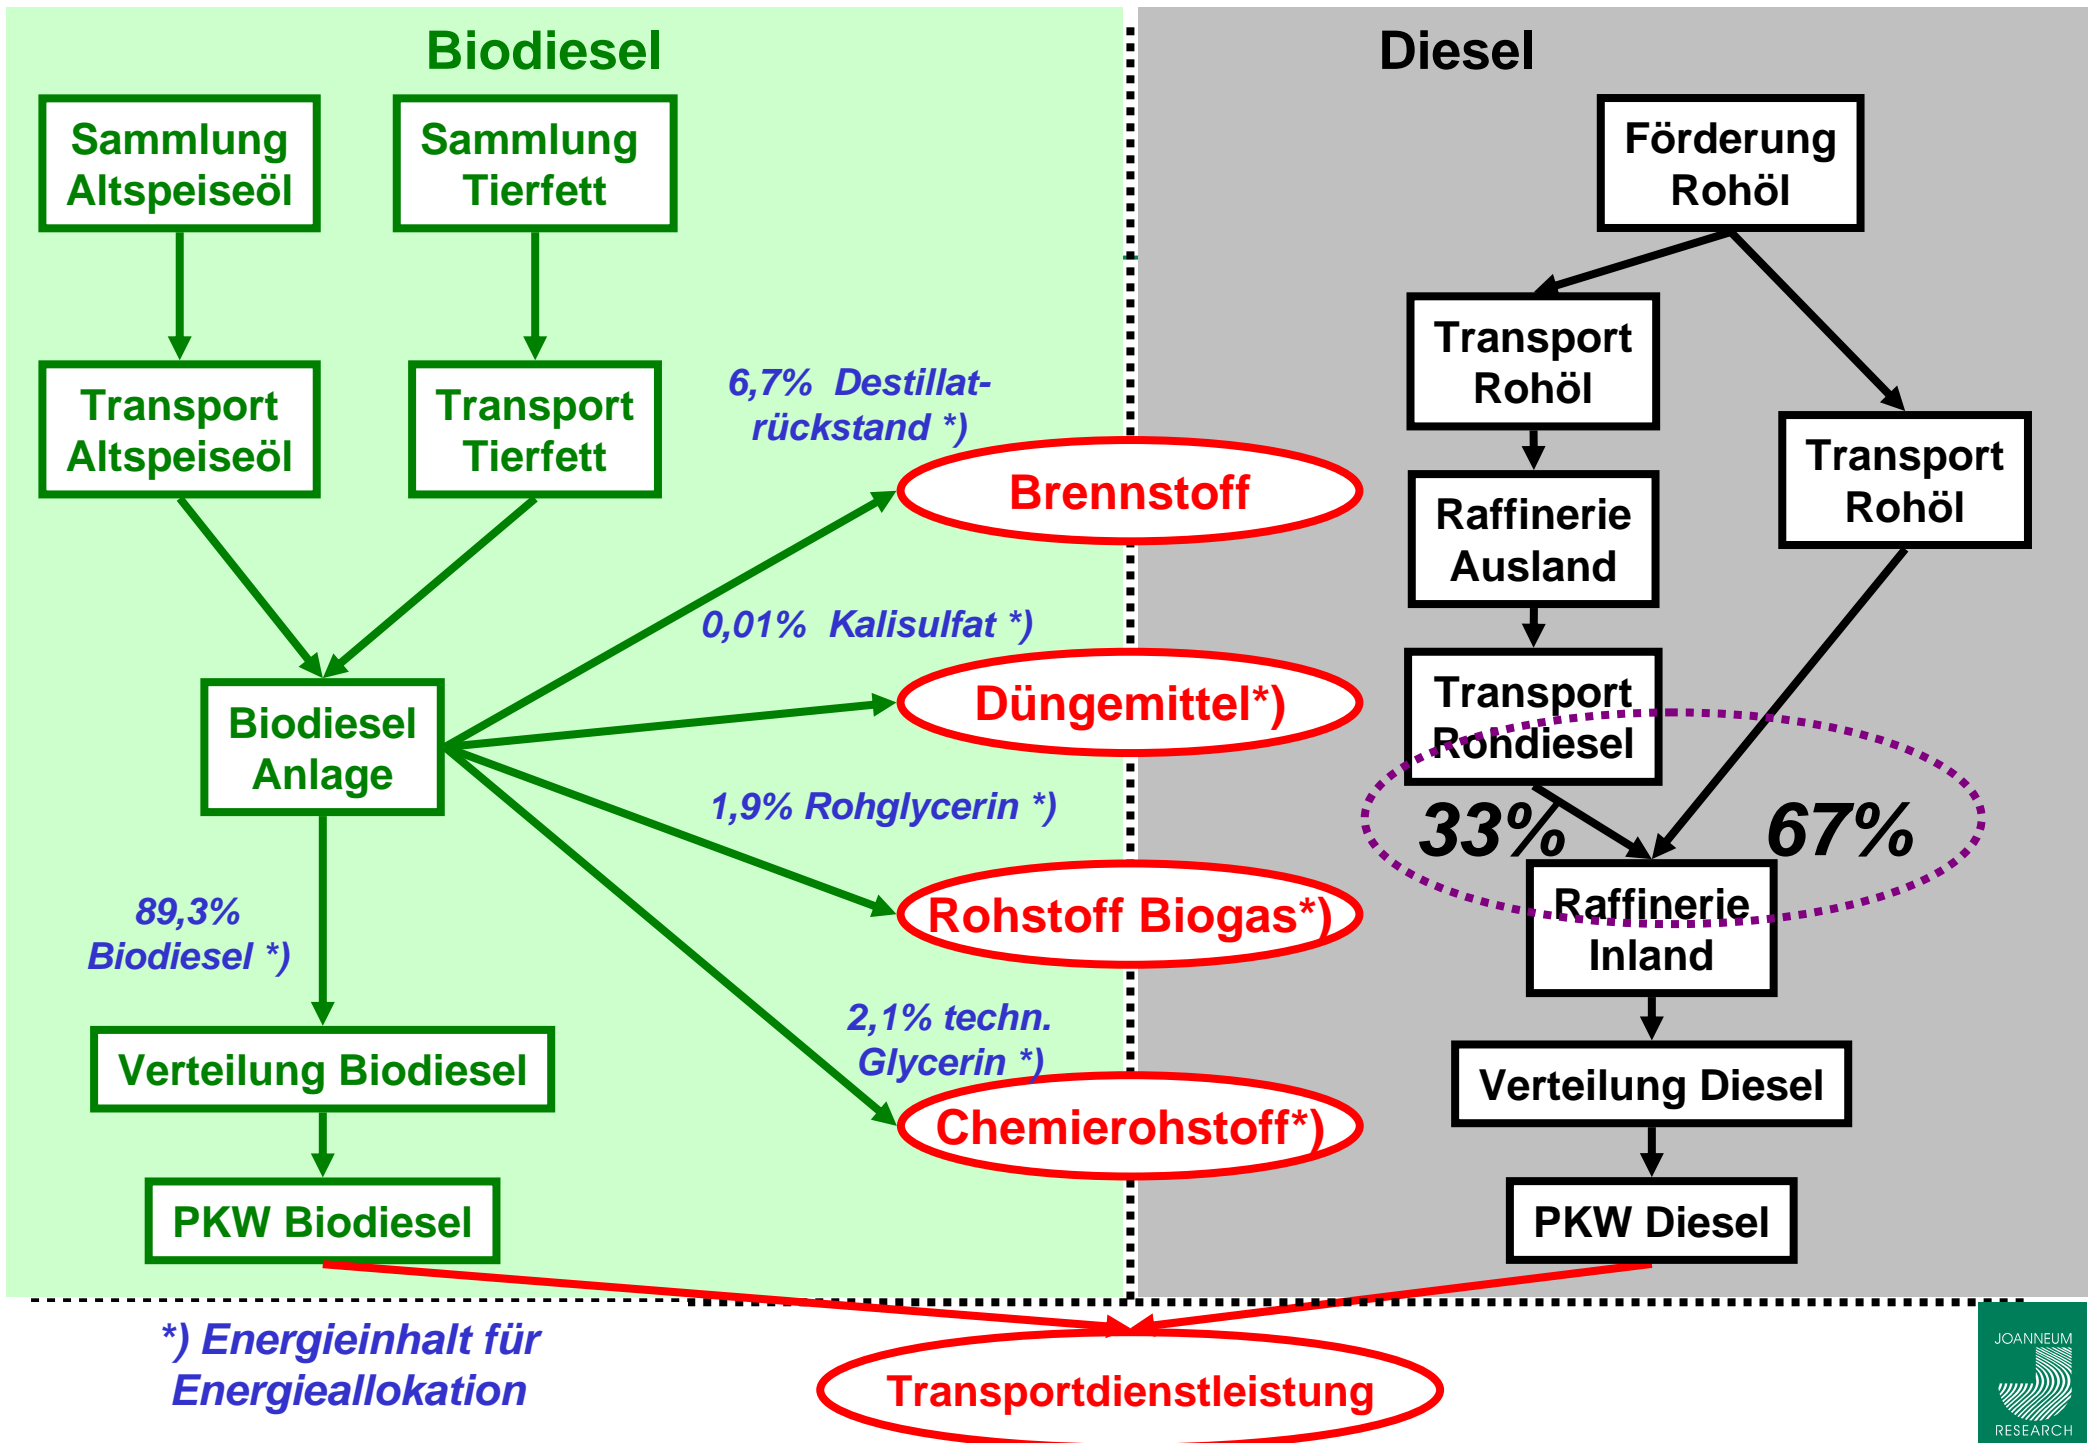 Biodiesel
Sammlung
Altspeiseöl
Sammlung
Tierfett
Transport
Altspeiseöl
Transport
Tierfett
6,7% Destillat-
rückstand *)
Brennstoff
0,01% Kalisulfat *)
Düngemittel*)
Biodiesel
Anlage
1,9% Rohglycerin *)
Rohstoff Biogas*)
89,3%
Biodiesel *)
2,1% techn.
Glycerin *)
Chemierohstoff*)
Verteilung Biodiesel
PKW Biodiesel
Diesel
Förderung
Rohöl
Transport
Rohöl
Transport
Rohöl
Raffinerie
Ausland
Transport
Rohdiesel
33%
67%
Raffinerie
Inland
Verteilung Diesel
PKW Diesel
*) Energieinhalt für
Energieallokation
Transportdienstleistung
JOANNEUM
RESEARCH